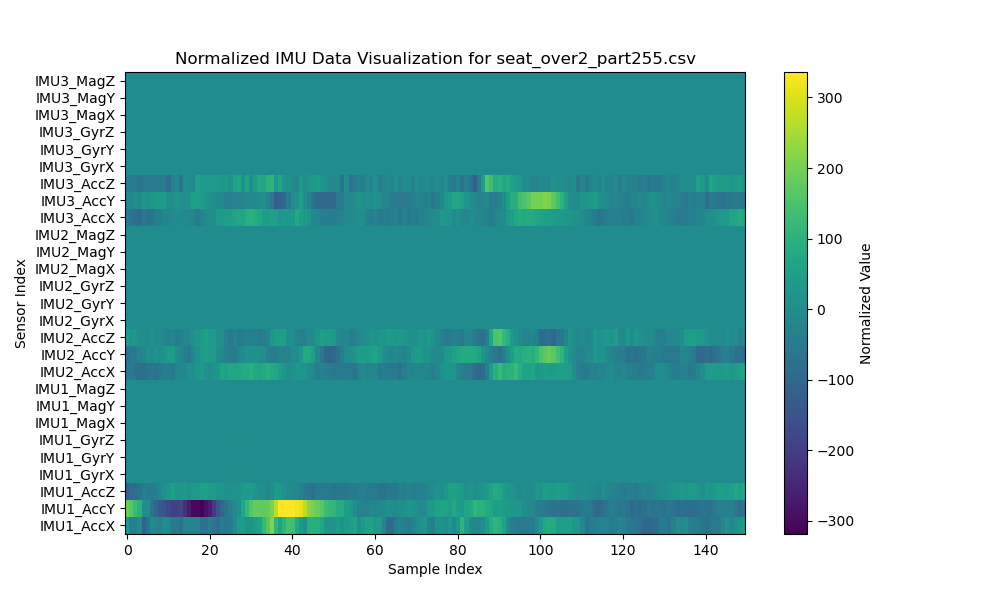 Normalized IMU Data Visualization for seat_over2_part255.csv
IMU3_MagZ
IMU3_MagY
IMU3_MagX
IMU3_GyrZ
IMU3_GyrY
IMU3_GyrX
IMU3_AccZ
IMU3_AccY
IMU3_AccX
IMU2_MagZ
IMU2_MagY
IMU2_MagX
IMU2_GyrZ
IMU2_GyrY
IMU2_GyrX
IMU2_AccZ
IMU2_AccY
IMU2_AccX
IMU1_MagZ
IMU1_MagY
IMU1_MagX
IMU1_GyrZ
IMU1_GyrY
IMU1_GyrX
IMU1_AccZ
IMU1_AccY
IMU1_AccX
Sensor Index
0 20 40 60 80 100 120 140
Sample Index
300
200
100
0
−100
−200
−300
Normalized Value